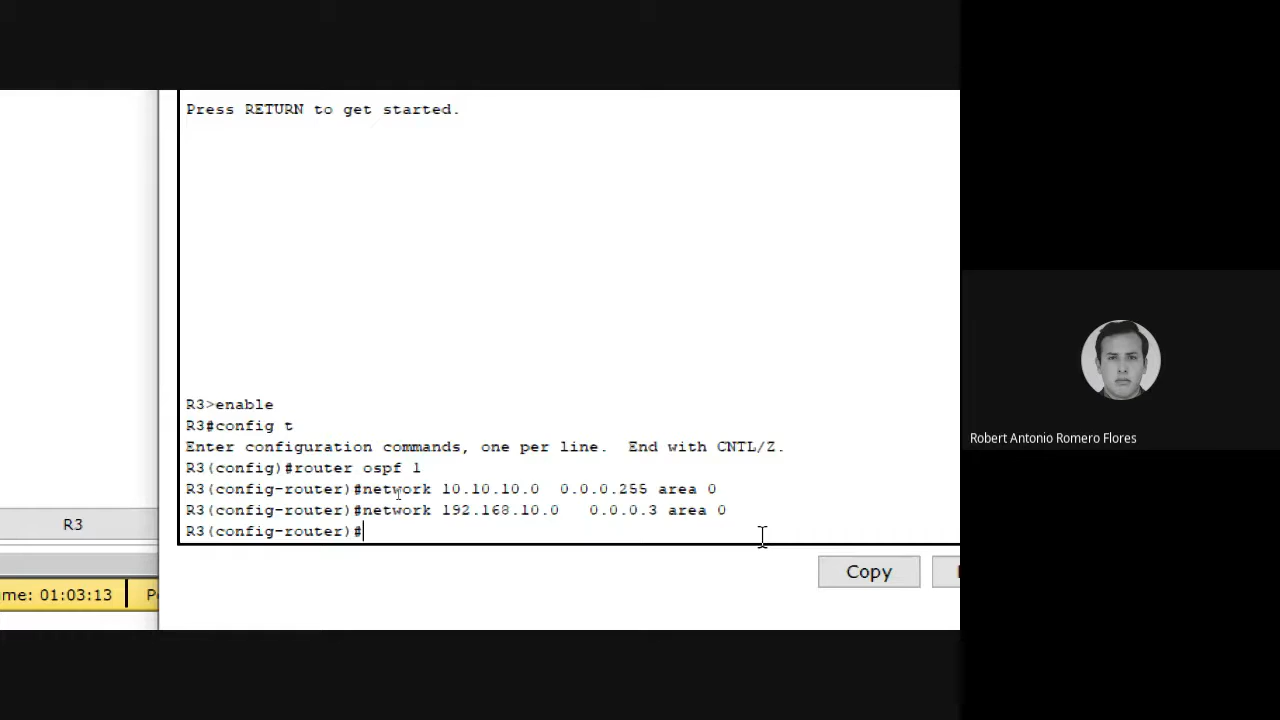 Press RETURN to get started.
R3>enable
R3#config t
Enter configuration commands, one per line.  End with CNTL/Z.
R3(config)#router ospf 1
R3(config-router)#network 10.10.10.0  0.0.0.255 area 0
R3(config-router)#network 192.168.10.0   0.0.0.3 area 0
R3(config-router)#
R3
Copy
me: 01:03:13
Robert Antonio Romero Flores